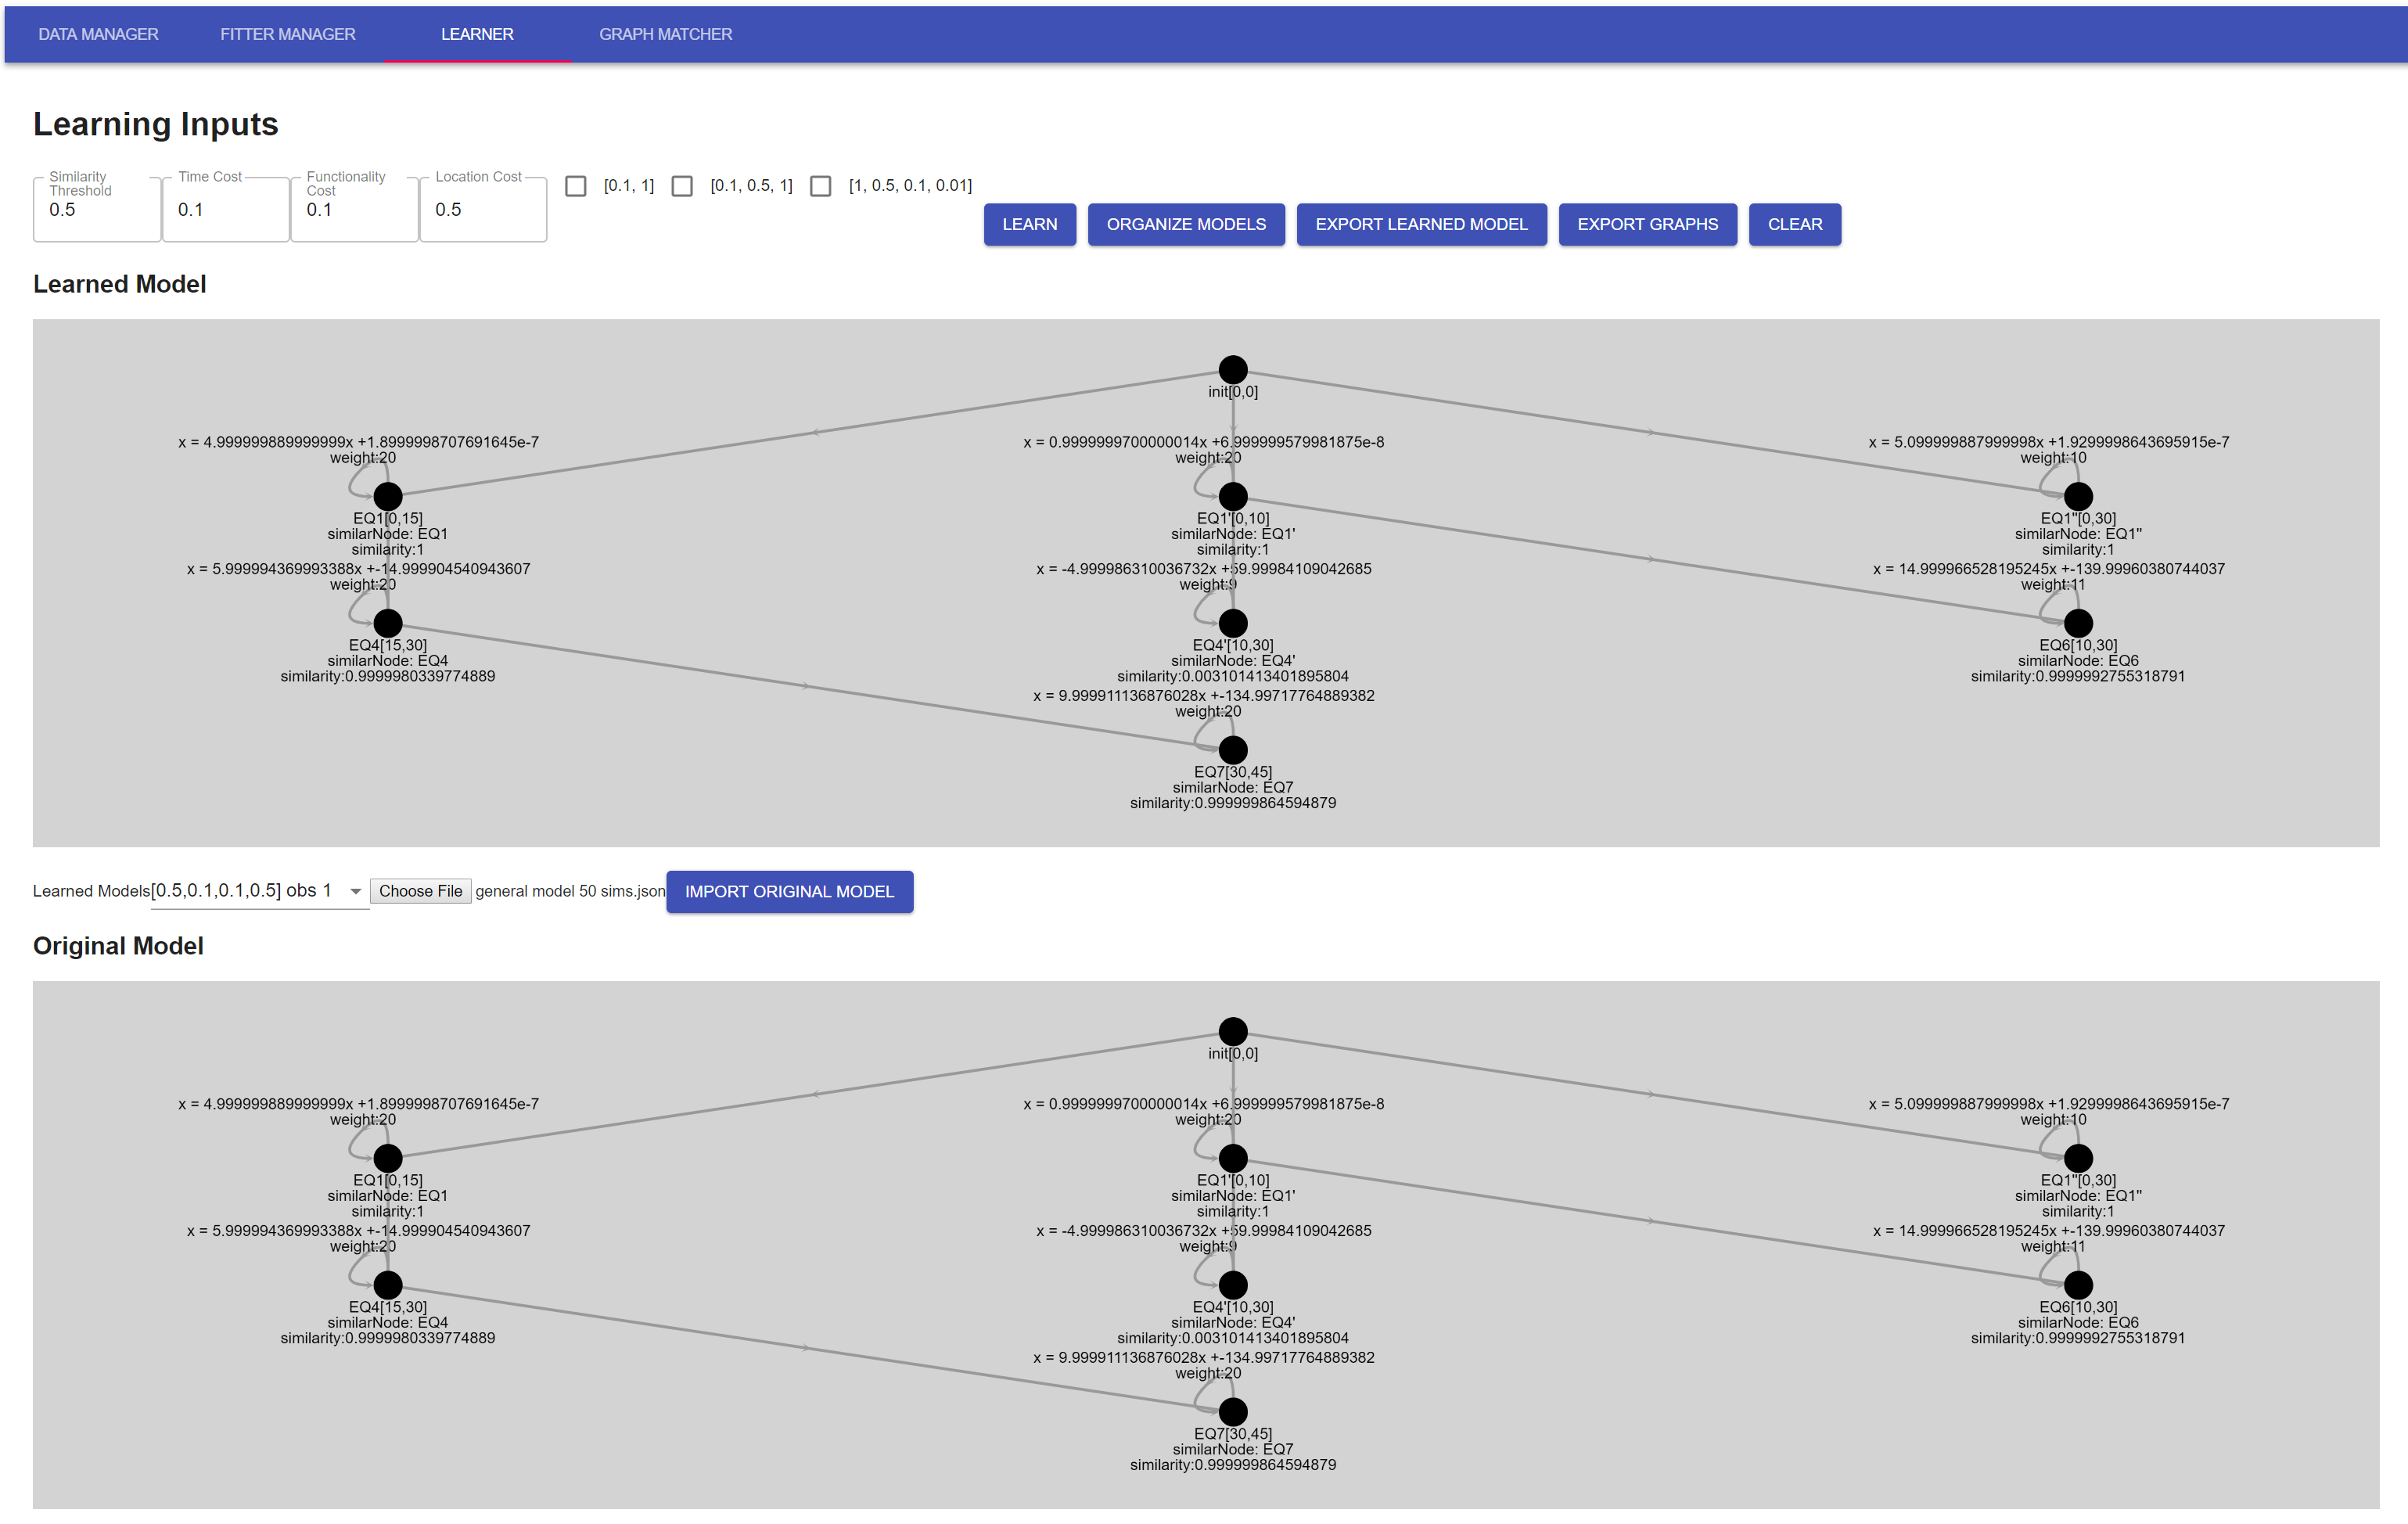 DATA MANAGER FITTER MANAGER LEARNER GRAPH MATCHER
Learning Inputs
Similarity Threshold Time Cost Functionality Cost Location Cost
0.5 0.1 0.1 0.5
[0.1, 1] [0.1, 0.5, 1] [1, 0.5, 0.1, 0.01]
LEARN ORGANIZE MODELS EXPORT LEARNED MODEL EXPORT GRAPHS CLEAR
Learned Model
init[0,0]
x = 4.999999889999999x +1.8999998707691645e-7 x = 0.9999999700000014x +6.999999579981875e-8 x = 5.099999887999998x +1.9299998643695915e-7
weight:20 weight:20 weight:10
EQ1[0,15] EQ1'[0,10] EQ1''[0,30]
similarNode: EQ1 similarNode: EQ1' similarNode: EQ1''
similarity:1 similarity:1 similarity:1
x = 5.999994369993388x +-14.999904540943607 x = -4.999986310036732x +59.99984109042685 x = 14.999966528195245x +-139.99960380744037
weight:20 weight:9 weight:11
EQ4[15,30] EQ4'[10,30] EQ6[10,30]
similarNode: EQ4 similarNode: EQ4' similarNode: EQ6
similarity:0.9999980339774889 similarity:0.003101413401895804 similarity:0.9999992755318791
x = 9.999911136876028x +-134.99717764889382
weight:20
EQ7[30,45]
similarNode: EQ7
similarity:0.999999864594879
Learned Models [0.5,0.1,0.1,0.5] obs 1 Choose File general model 50 sims.json IMPORT ORIGINAL MODEL
Original Model
init[0,0]
x = 4.999999889999999x +1.8999998707691645e-7 x = 0.9999999700000014x +6.999999579981875e-8 x = 5.099999887999998x +1.9299998643695915e-7
weight:20 weight:20 weight:10
EQ1[0,15] EQ1'[0,10] EQ1''[0,30]
similarNode: EQ1 similarNode: EQ1' similarNode: EQ1''
similarity:1 similarity:1 similarity:1
x = 5.999994369993388x +-14.999904540943607 x = -4.999986310036732x +59.99984109042685 x = 14.999966528195245x +-139.99960380744037
weight:20 weight:9 weight:11
EQ4[15,30] EQ4'[10,30] EQ6[10,30]
similarNode: EQ4 similarNode: EQ4' similarNode: EQ6
similarity:0.9999980339774889 similarity:0.003101413401895804 similarity:0.9999992755318791
x = 9.999911136876028x +-134.99717764889382
weight:20
EQ7[30,45]
similarNode: EQ7
similarity:0.999999864594879